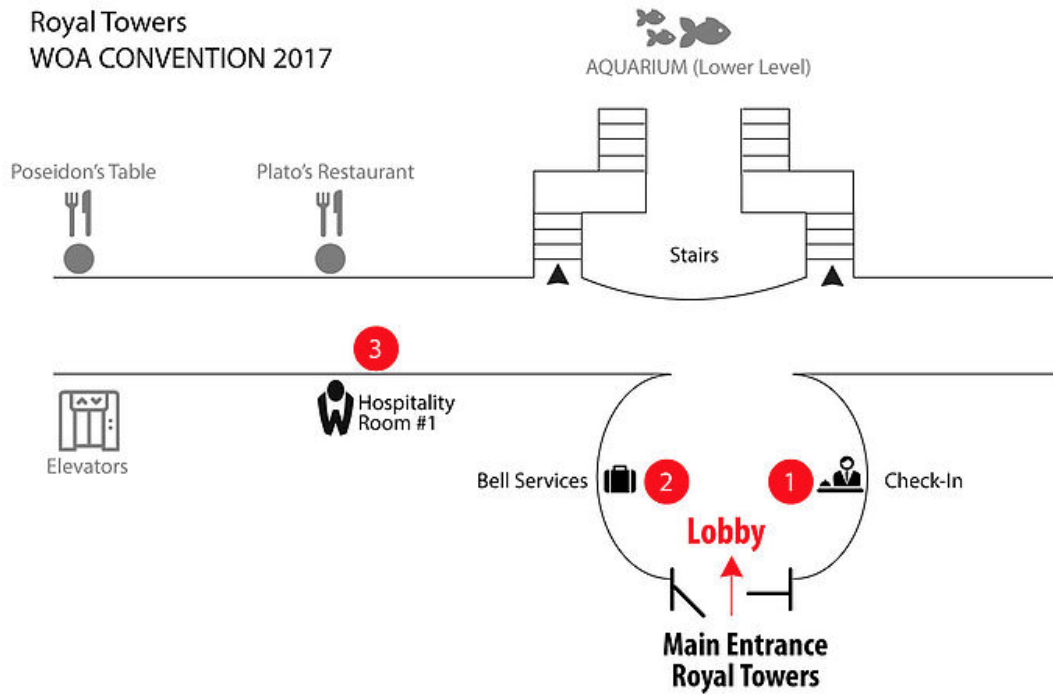 Royal Towers
WOA CONVENTION 2017
AQUARIUM (Lower Level)
Poseidon's Table
Plato's Restaurant
Stairs
3
Hospitality
Room #1
Elevators
Bell Services
2
1
Check-In
Lobby
Main Entrance
Royal Towers